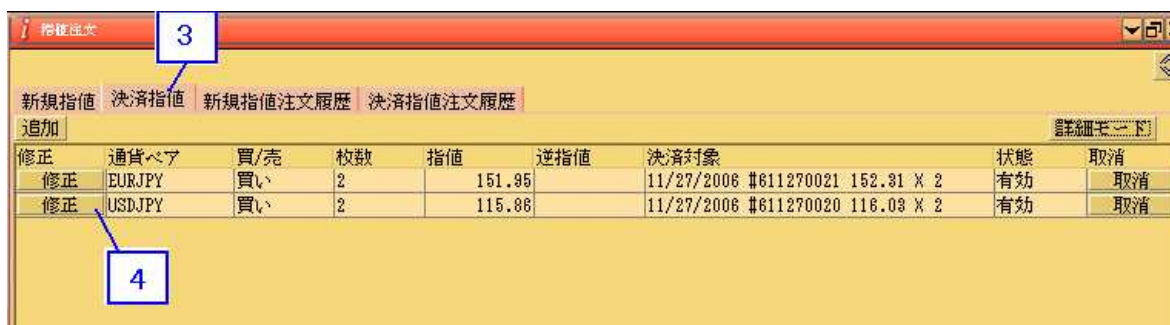 指値注文
3
新規指値 決済指値 新規指値注文履歴 決済指値注文履歴
追加 詳細モード
修正 通貨ペア 買/売 枚数 指値 逆指値 決済対象 状態 取消
修正 EURJPY 買い 2 151.95 11/27/2006 #611270021 152.31 X 2 有効 取消
修正 USDJPY 買い 2 115.86 11/27/2006 #611270020 116.03 X 2 有効 取消
4